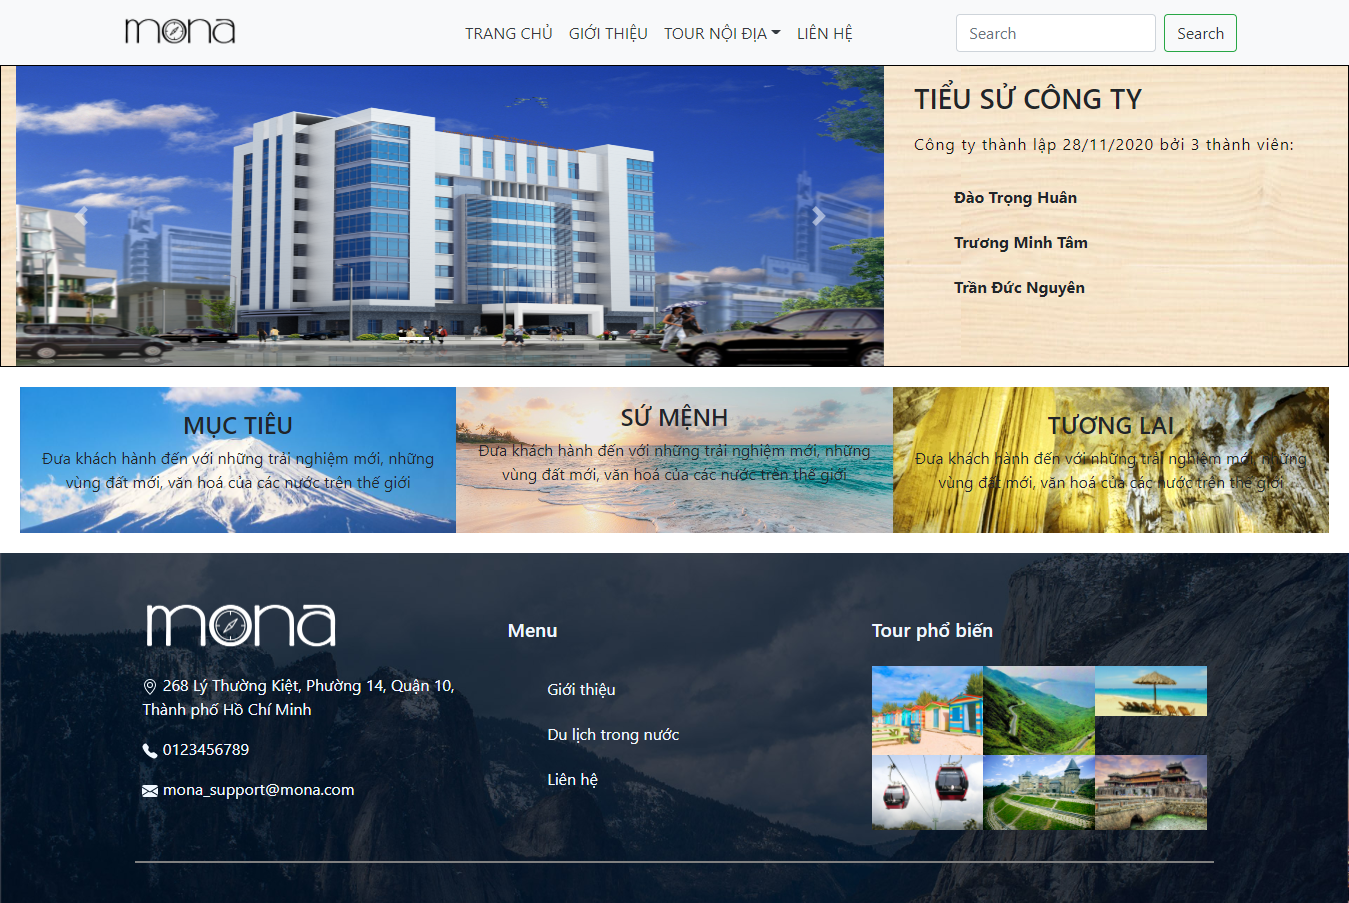 mona
TRANG CHỦ GIỚI THIỆU TOUR NỘI ĐỊA LIÊN HỆ
Search Search
TIỂU SỬ CÔNG TY
Công ty thành lập 28/11/2020 bởi 3 thành viên:
Đào Trọng Huân
Trương Minh Tâm
Trần Đức Nguyên
MỤC TIÊU
Đưa khách hành đến với những trải nghiệm mới, những
vùng đất mới, văn hoá của các nước trên thế giới
SỨ MỆNH
Đưa khách hành đến với những trải nghiệm mới, những
vùng đất mới, văn hoá của các nước trên thế giới
TƯƠNG LAI
Đưa khách hành đến với những trải nghiệm mới, những
vùng đất mới, văn hoá của các nước trên thế giới
mona
268 Lý Thường Kiệt, Phường 14, Quận 10,
Thành phố Hồ Chí Minh
0123456789
mona_support@mona.com
Menu
Giới thiệu
Du lịch trong nước
Liên hệ
Tour phổ biến